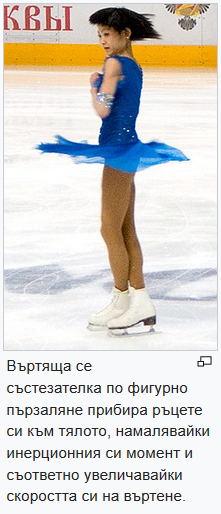 КВЫ
Въртяща се
състезателка по фигурно
пързаляне прибира ръцете
си към тялото, намалявайки
инерционния си момент и
съответно увеличавайки
скоростта си на въртене.